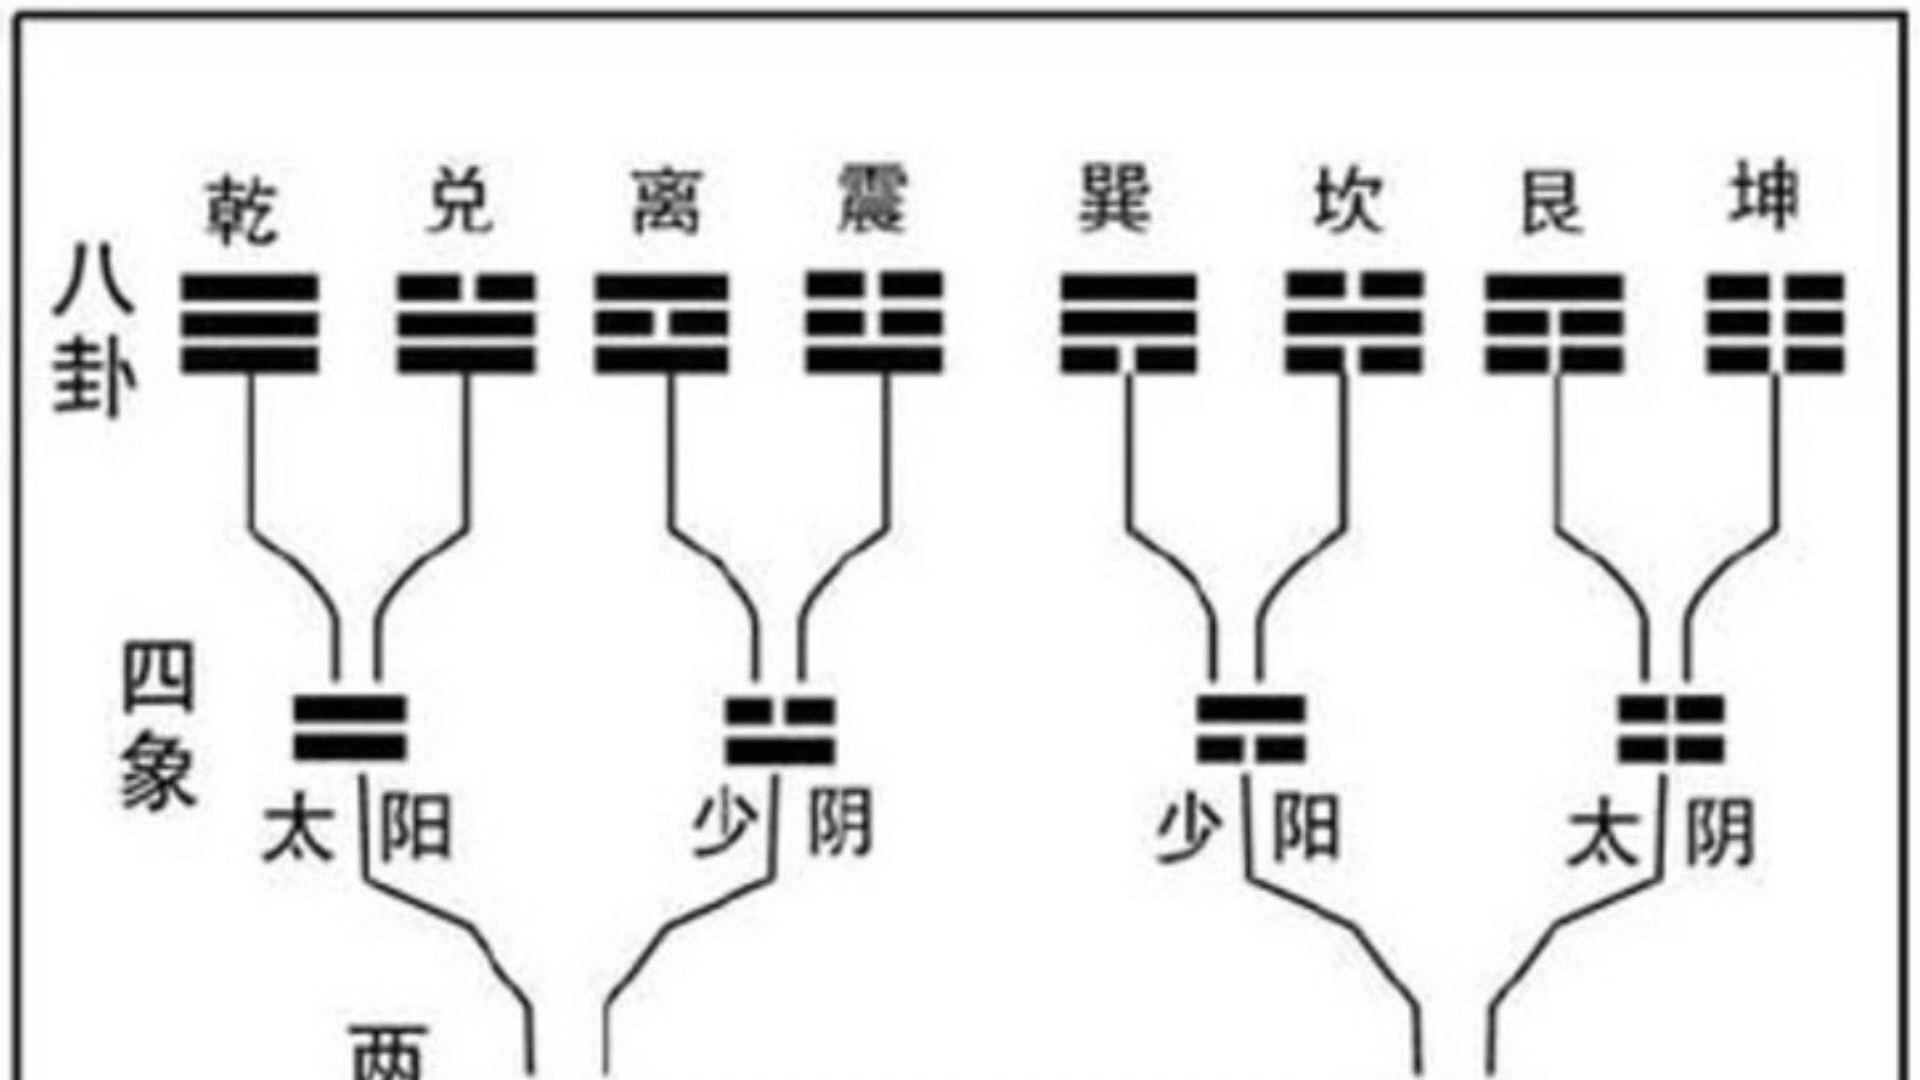 乾 兑 离 震 巽 坎 艮 坤
八卦
四象
太阳 少阴 少阳 太阴
两